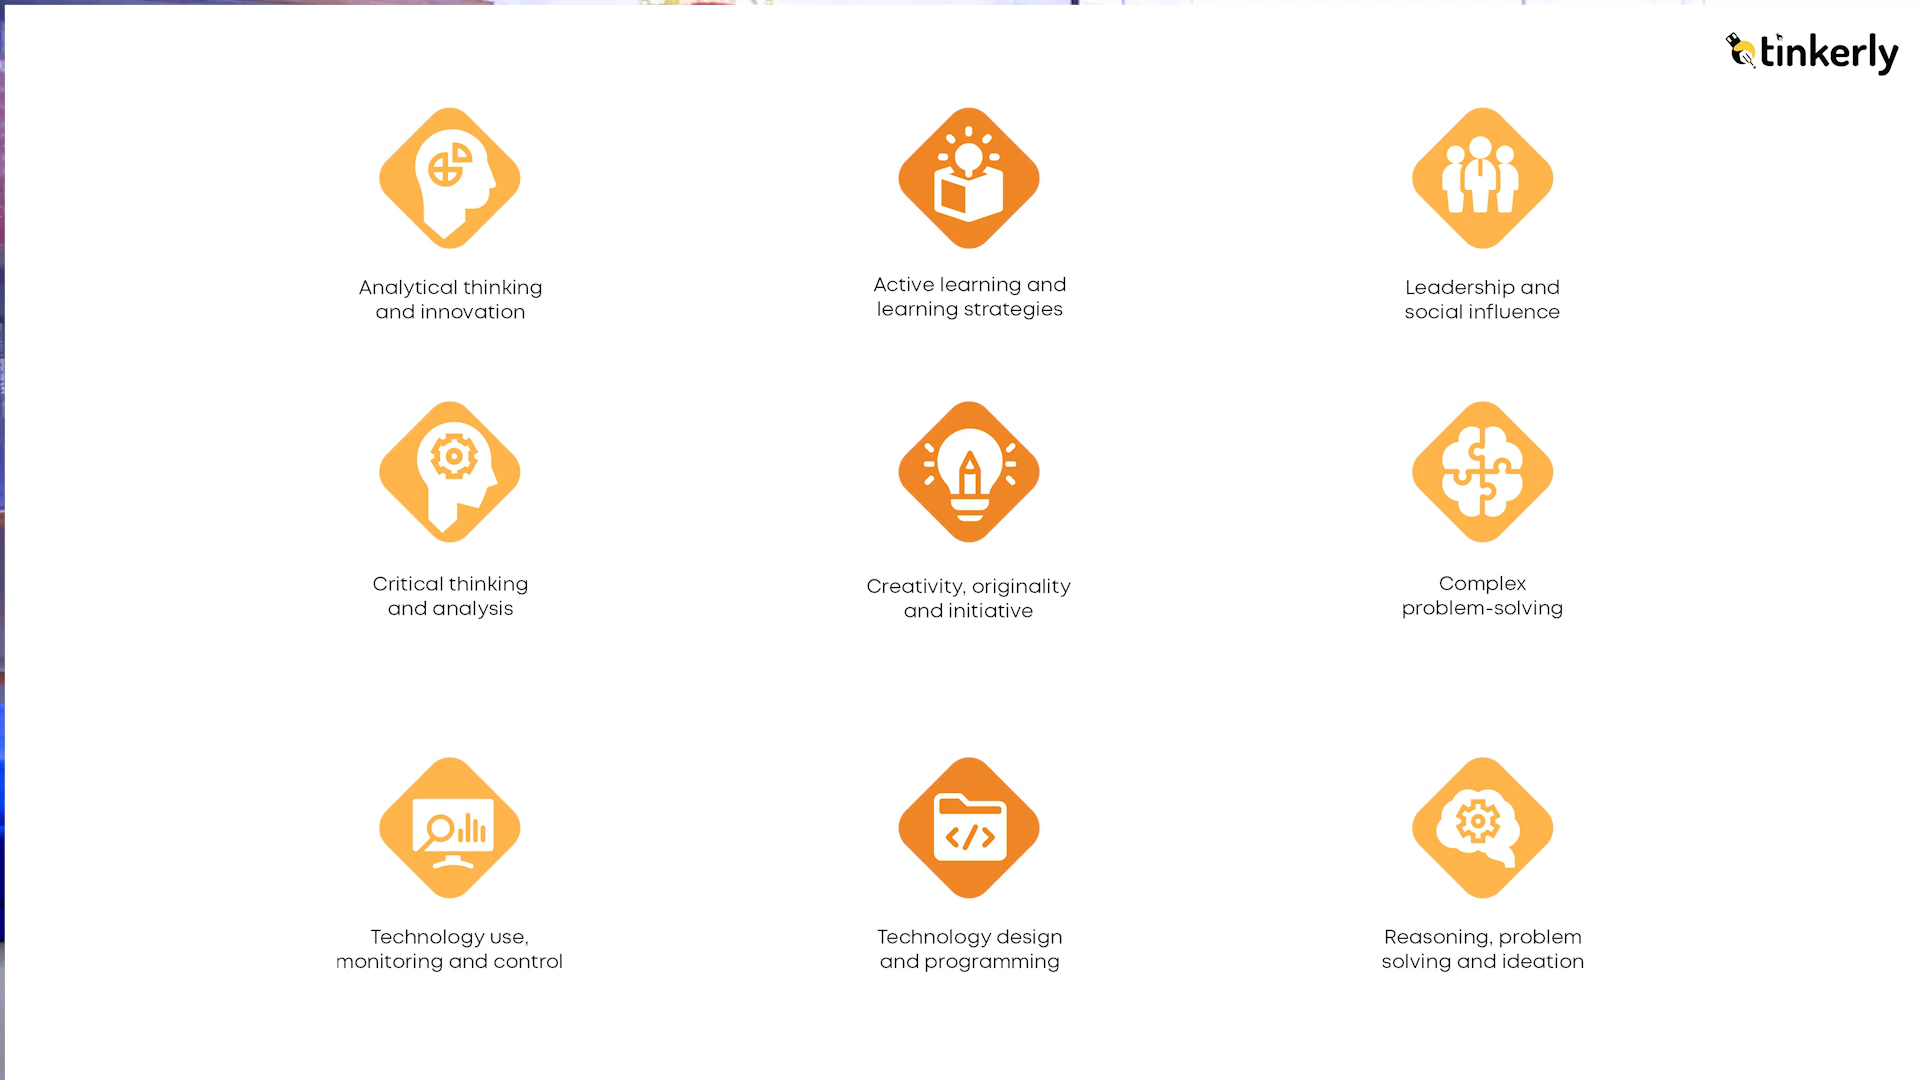 tinkerly
Analytical thinking
and innovation
Active learning and
learning strategies
Leadership and
social influence
Critical thinking
and analysis
Creativity, originality
and initiative
Complex
problem-solving
Technology use,
monitoring and control
Technology design
and programming
Reasoning, problem
solving and ideation